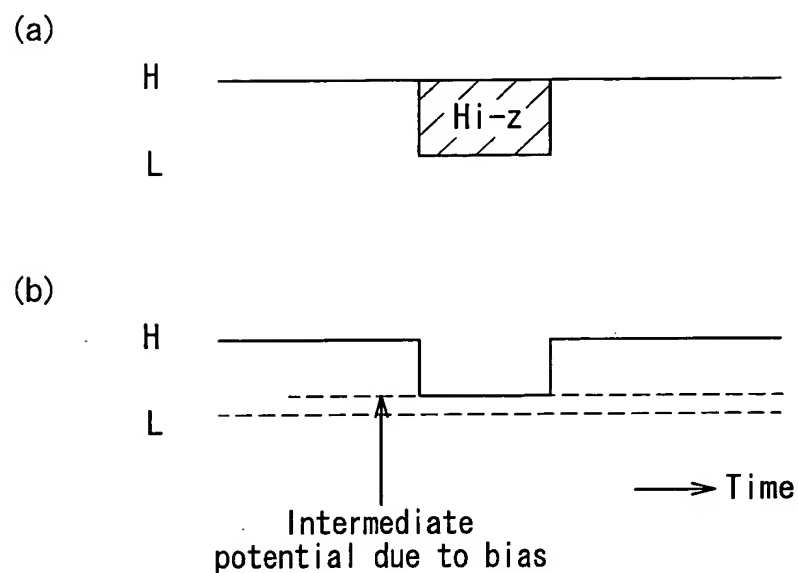 (a)
H
Hi-z
L
(b)
H
L
Time
Intermediate
potential due to bias